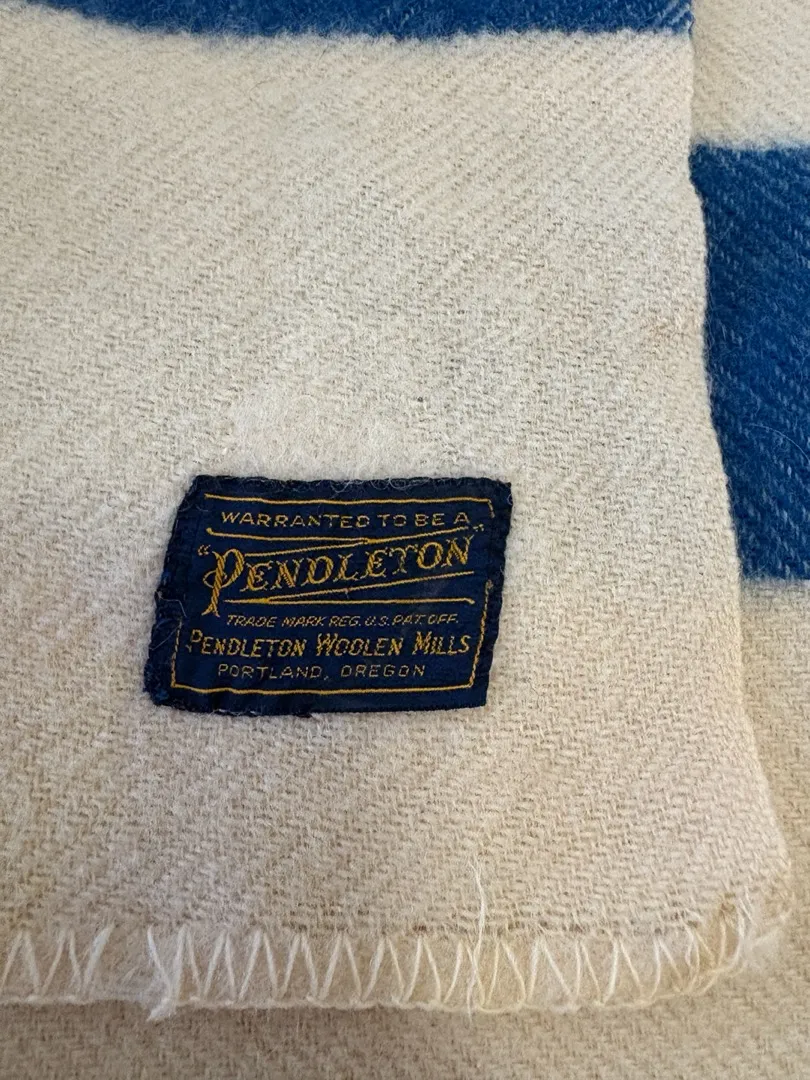 WARRANTED TO BE A
"PENDLETON"
TRADE MARK REG. U.S. PAT. OFF.
PENDLETON WOOLEN MILLS
PORTLAND, OREGON